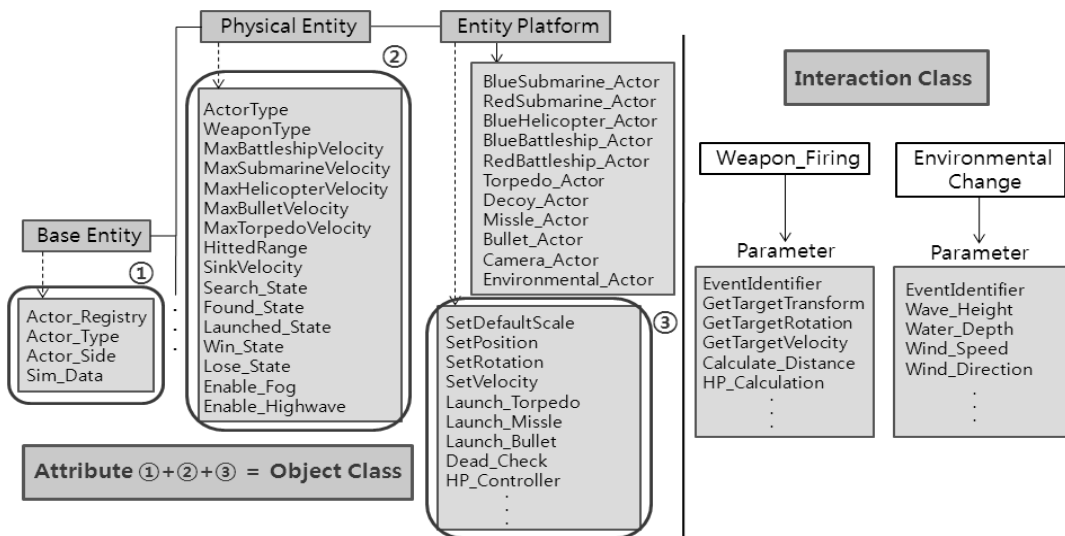 Physical Entity
Entity Platform
②
ActorType
WeaponType
MaxBattleshipVelocity
MaxSubmarineVelocity
MaxHelicopterVelocity
MaxBulletVelocity
MaxTorpedoVelocity
HittedRange
SinkVelocity
Search_State
Found_State
Launched_State
Win_State
Lose_State
Enable_Fog
Enable_Highwave
Base Entity
①
Actor_Registry
Actor_Type
Actor_Side
Sim_Data
BlueSubmarine_Actor
RedSubmarine_Actor
BlueHelicopter_Actor
BlueBattleship_Actor
RedBattleship_Actor
Torpedo_Actor
Decoy_Actor
Missle_Actor
Bullet_Actor
Camera_Actor
Environmental_Actor
③
SetDefaultScale
SetPosition
SetRotation
SetVelocity
Launch_Torpedo
Launch_Missle
Launch_Bullet
Dead_Check
HP_Controller
Attribute ①+②+③ = Object Class
Interaction Class
Weapon_Firing
Parameter
EventIdentifier
GetTargetTransform
GetTargetRotation
GetTargetVelocity
Calculate_Distance
HP_Calculation
Environmental
Change
Parameter
EventIdentifier
Wave_Height
Water_Depth
Wind_Speed
Wind_Direction